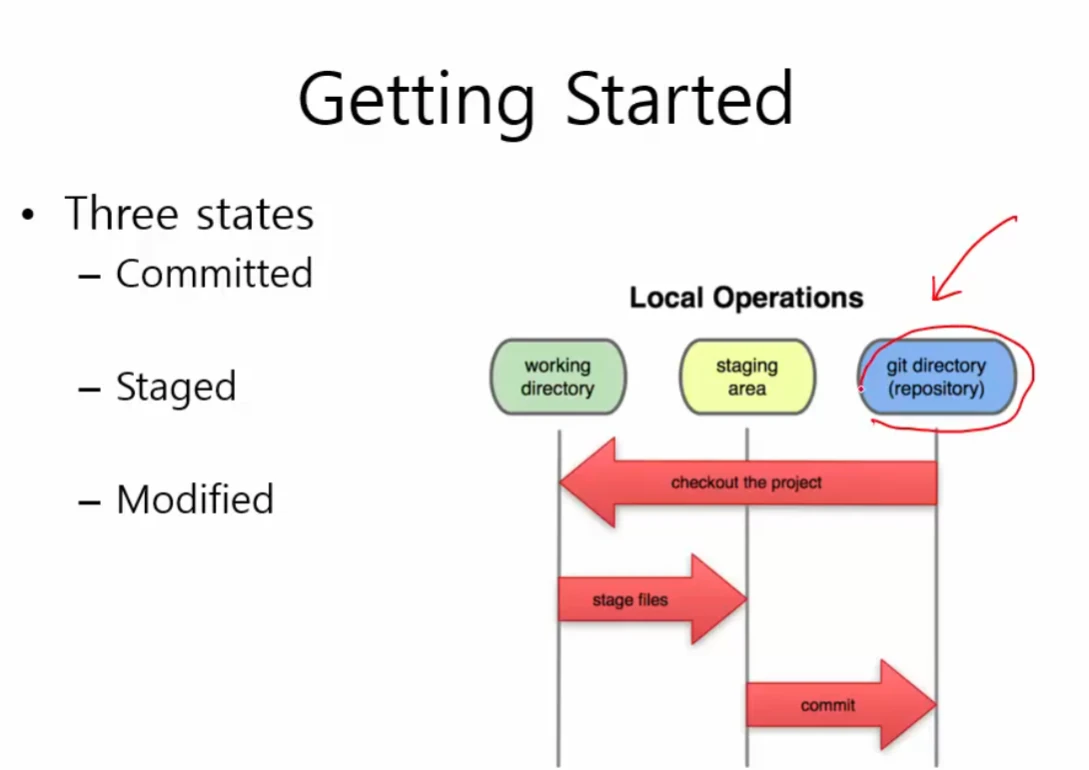 Getting Started
• Three states
– Committed
– Staged
– Modified
Local Operations
working
directory
staging
area
git directory
(repository)
checkout the project
stage files
commit